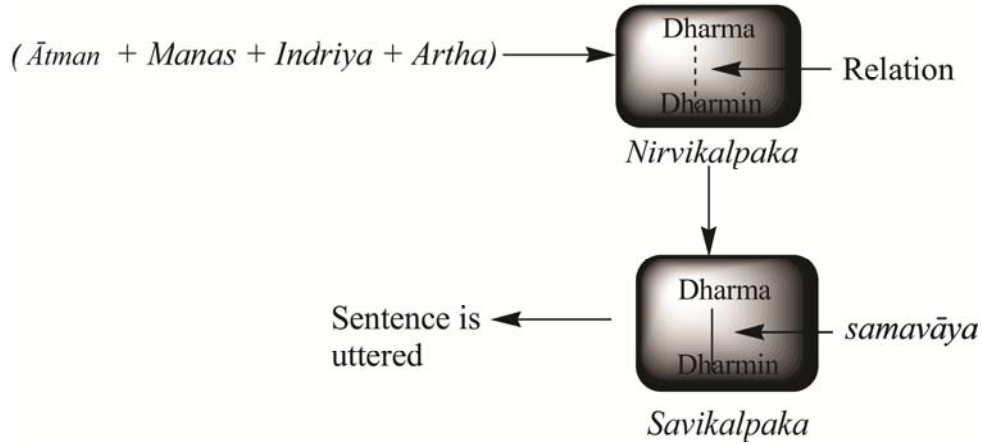 Dharma
( Ātman + Manas + Indriya + Artha)
Relation
Dharmin
Nirvikalpaka
Dharma
Sentence is
uttered
samavāya
Dharmin
Savikalpaka